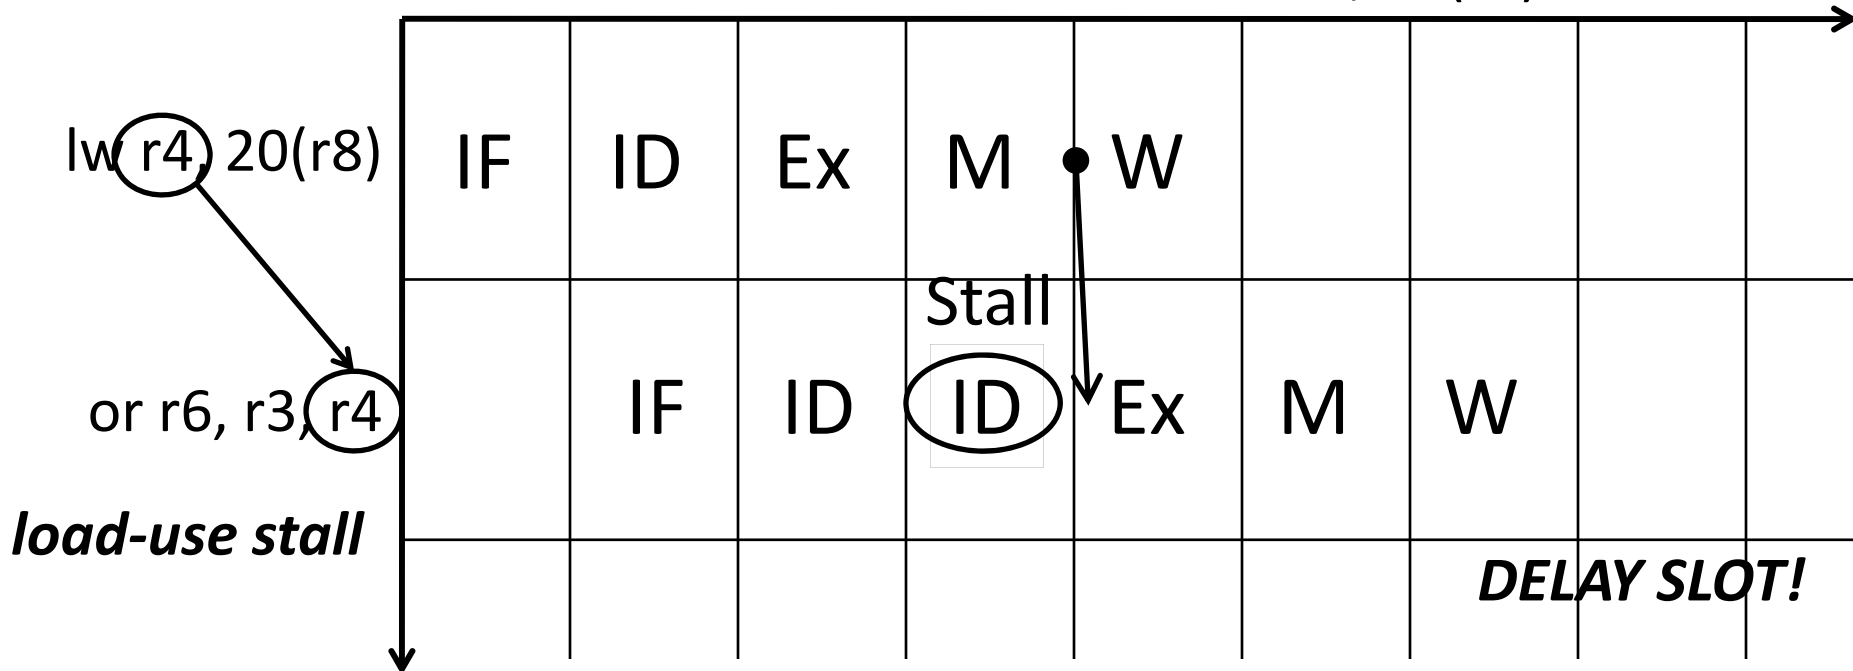 lw r4, 20(r8) IF ID Ex M W
Stall
or r6, r3, r4 IF ID ID Ex M W
load-use stall
DELAY SLOT!